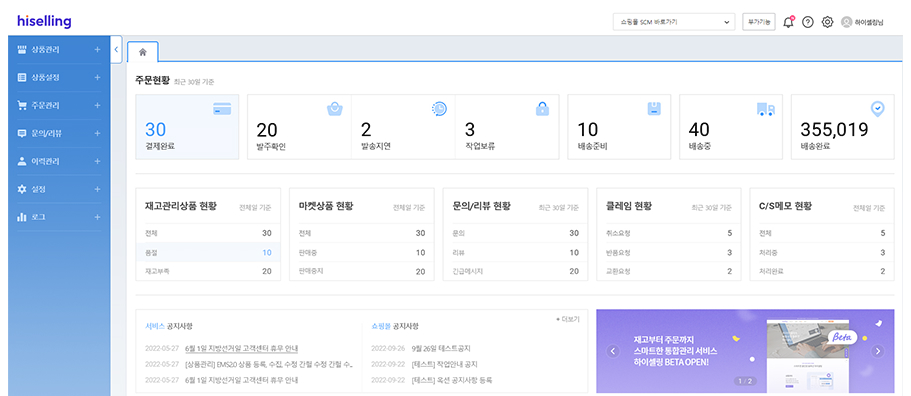 hiselling
쇼핑몰 SCM 바로가기
부가기능
하이셀링님
상품관리
상품설정
주문관리
문의/리뷰
이력관리
설정
로그
주문현황 최근 30일 기준
30
결제완료
20
발주확인
2
발송지연
3
작업보류
10
배송준비
40
배송중
355,019
배송완료
재고관리상품 현황 전체일 기준
전체 30
품절 10
재고부족 20
마켓상품 현황 전체일 기준
전체 30
판매중 10
판매중지 20
문의/리뷰 현황 최근 30일 기준
문의 30
리뷰 10
긴급메시지 20
클레임 현황 최근 30일 기준
취소요청 5
반품요청 3
교환요청 2
C/S메모 현황 전체일 기준
전체 5
처리중 3
처리완료 2
서비스 공지사항
2022-05-27 6월 1일 지방선거일 고객센터 휴무 안내
2022-05-27 [상품관리] EMS2.0 상품 등록, 수집, 수정 간헐 수정 간헐 수..
2022-05-27 6월 1일 지방선거일 고객센터 휴무 안내
쇼핑몰 공지사항
+ 더보기
2022-09-26 9월 26일 테스트공지
2022-09-22 [테스트] 작업안내 공지
2022-09-22 [테스트] 옥션 공지사항 등록
재고부터 주문까지
스마트한 통합관리 서비스
하이셀링 BETA OPEN!
Beta
1 / 2